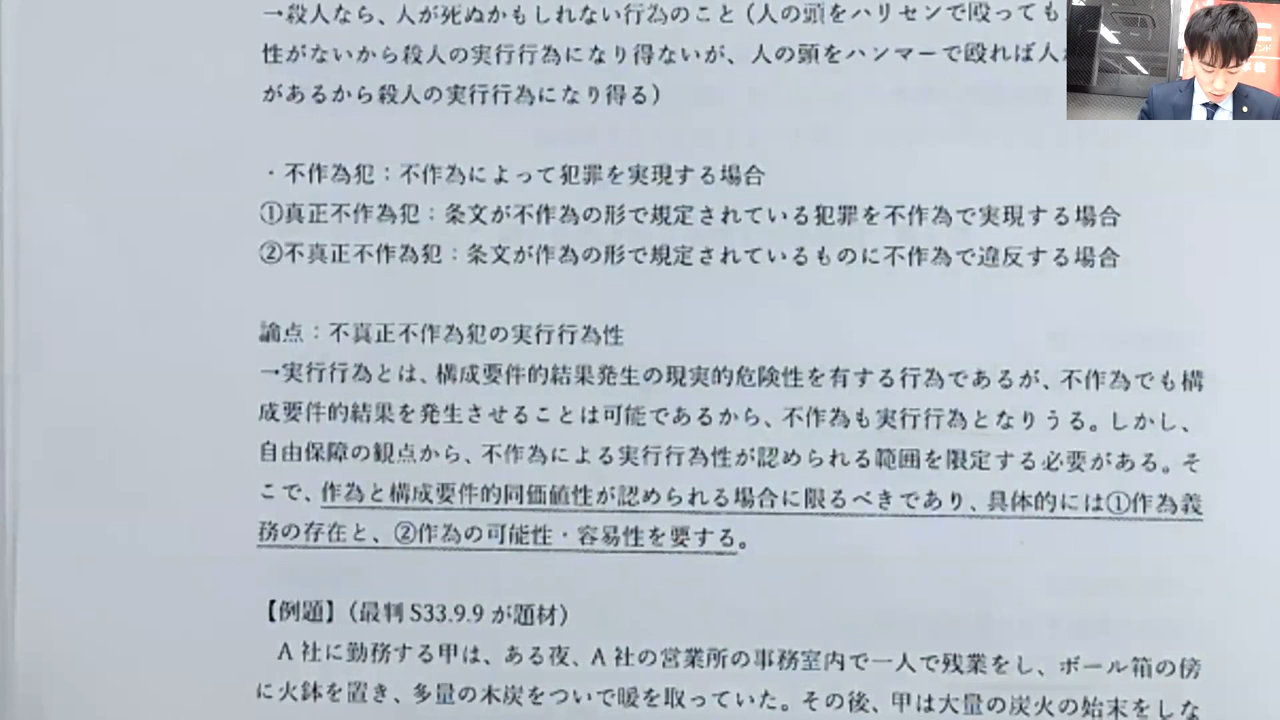 →殺人なら、人が死ぬかもしれない行為のこと（人の頭をハリセンで殴っても
性がないから殺人の実行行為になり得ないが、人の頭をハンマーで殴れば人
があるから殺人の実行行為になり得る）
・不作為犯：不作為によって犯罪を実現する場合
①真正不作為犯：条文が不作為の形で規定されている犯罪を不作為で実現する場合
②不真正不作為犯：条文が作為の形で規定されているものに不作為で違反する場合
論点：不真正不作為犯の実行行為性
→実行行為とは、構成要件的結果発生の現実的危険性を有する行為であるが、不作為でも構
成要件的結果を発生させることは可能であるから、不作為も実行行為となりうる。しかし、
自由保障の観点から、不作為による実行行為性が認められる範囲を限定する必要がある。そ
こで、作為と構成要件的同価値性が認められる場合に限るべきであり、具体的には①作為義
務の存在と、②作為の可能性・容易性を要する。
【例題】（最判 S33.9.9 が題材）
A 社に勤務する甲は、ある夜、A 社の営業所の事務室内で一人で残業をし、ボール箱の傍
に火鉢を置き、多量の木炭をついで暖を取っていた。その後、甲は大量の炭火の始末をしな